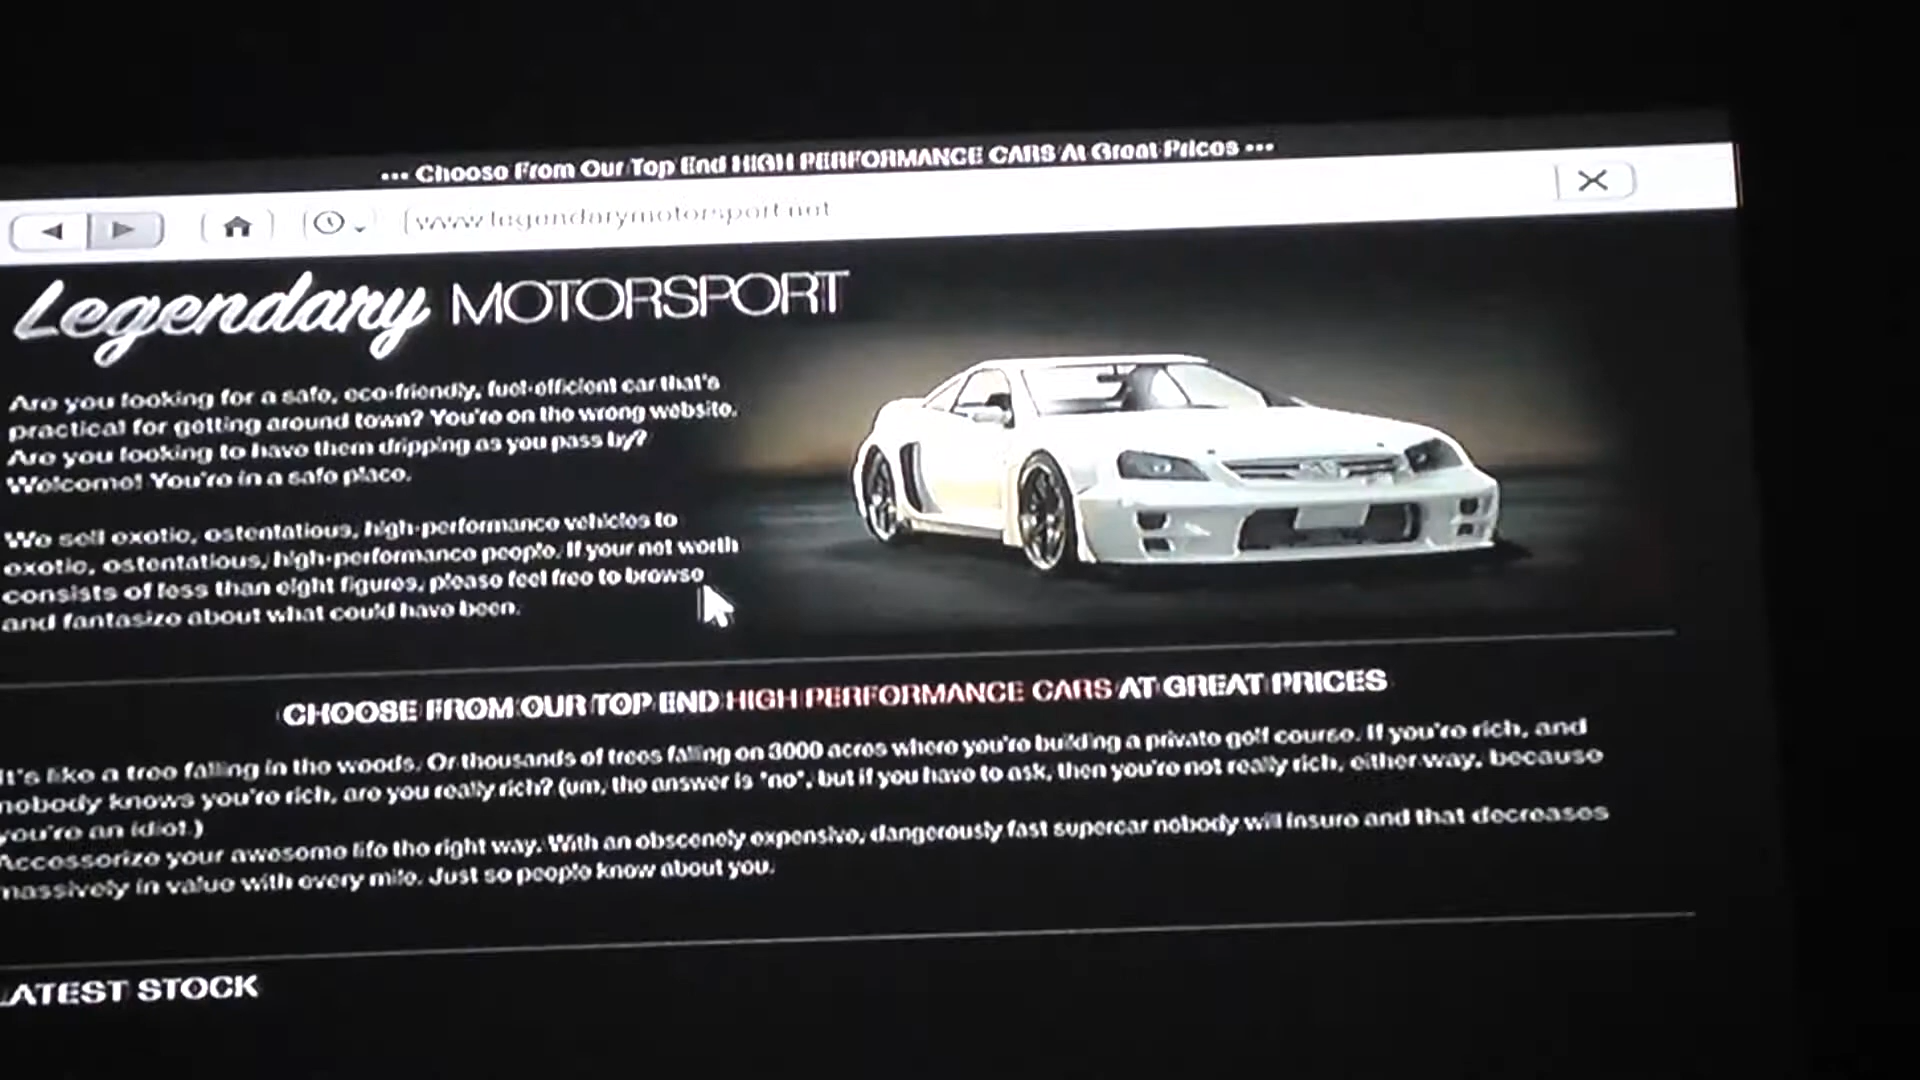 ••• Choose From Our Top End HIGH PERFORMANCE CARS At Great Prices •••
www.legendarymotorsport.net
Legendary MOTORSPORT
Are you looking for a safe, eco-friendly, fuel-efficient car that's
practical for getting around town? You're on the wrong website.
Are you looking to have them dripping as you pass by?
Welcome! You're in a safe place.
We sell exotic, ostentatious, high-performance vehicles to
exotic, ostentatious, high-performance people. If your net worth
consists of less than eight figures, please feel free to browse
and fantasize about what could have been.
CHOOSE FROM OUR TOP END HIGH PERFORMANCE CARS AT GREAT PRICES
It's like a tree falling in the woods. Or thousands of trees falling on 3000 acres where you're building a private golf course. If you're rich, and
nobody knows you're rich, are you really rich? (um, the answer is "no", but if you have to ask, then you're not really rich, either way, because
you're an idiot.)
Accessorize your awesome life the right way. With an obscenely expensive, dangerously fast supercar nobody will insure and that decreases
massively in value with every mile. Just so people know about you.
LATEST STOCK